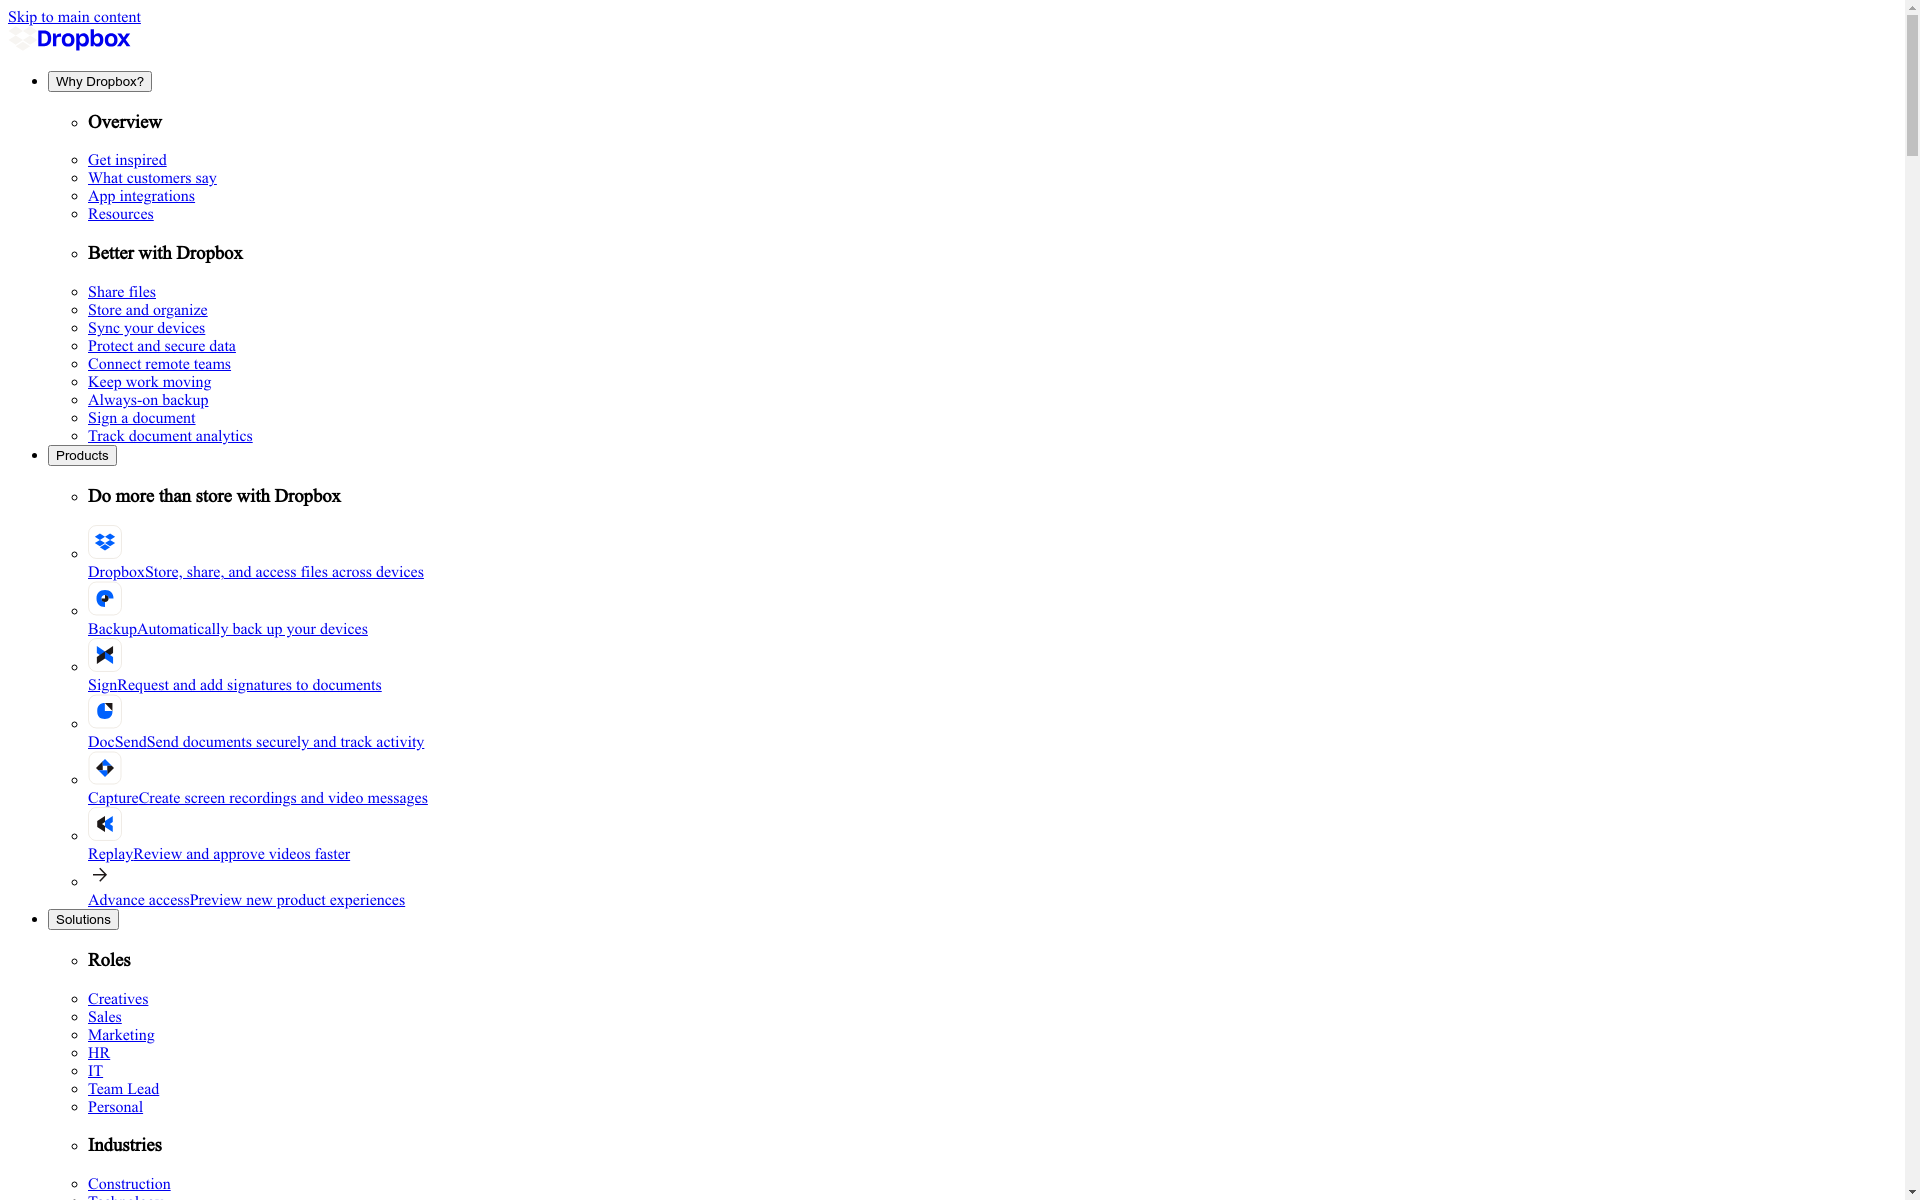 Skip to main content
Dropbox
Why Dropbox?
Overview
Get inspired
What customers say
App integrations
Resources
Better with Dropbox
Share files
Store and organize
Sync your devices
Protect and secure data
Connect remote teams
Keep work moving
Always-on backup
Sign a document
Track document analytics
Products
Do more than store with Dropbox
DropboxStore, share, and access files across devices
BackupAutomatically back up your devices
SignRequest and add signatures to documents
DocSendSend documents securely and track activity
CaptureCreate screen recordings and video messages
ReplayReview and approve videos faster
Advance accessPreview new product experiences
Solutions
Roles
Creatives
Sales
Marketing
HR
IT
Team Lead
Personal
Industries
Construction